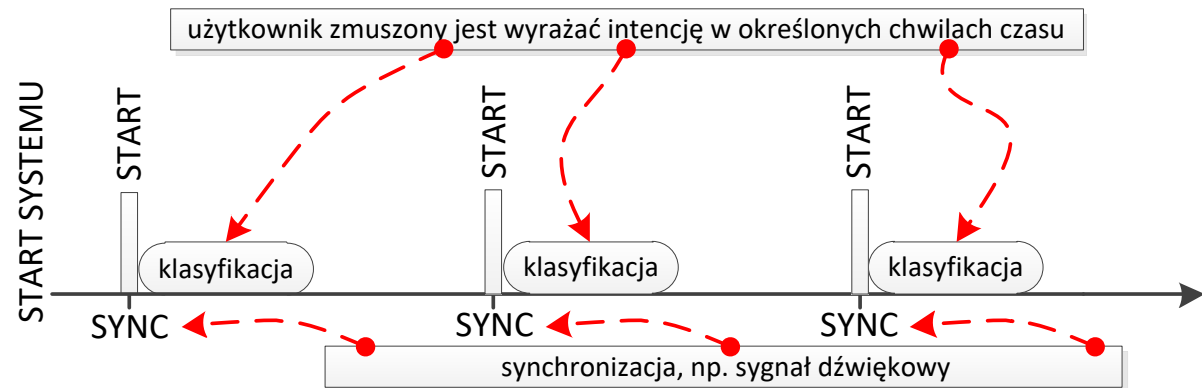 użytkownik zmuszony jest wyrażać intencję w określonych chwilach czasu
START SYSTEMU
START
START
START
klasyfikacja
klasyfikacja
klasyfikacja
SYNC
SYNC
SYNC
synchronizacja, np. sygnał dźwiękowy